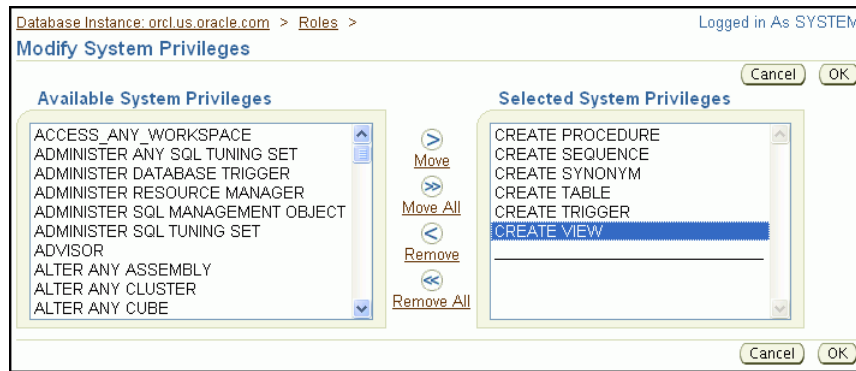 Database Instance: orcl.us.oracle.com > Roles >
Logged in As SYSTEM
Modify System Privileges
Cancel OK
Available System Privileges
Selected System Privileges
ACCESS_ANY_WORKSPACE
ADMINISTER ANY SQL TUNING SET
ADMINISTER DATABASE TRIGGER
ADMINISTER RESOURCE MANAGER
ADMINISTER SQL MANAGEMENT OBJECT
ADMINISTER SQL TUNING SET
ADVISOR
ALTER ANY ASSEMBLY
ALTER ANY CLUSTER
ALTER ANY CUBE
Move
Move All
Remove
Remove All
CREATE PROCEDURE
CREATE SEQUENCE
CREATE SYNONYM
CREATE TABLE
CREATE TRIGGER
CREATE VIEW
Cancel OK